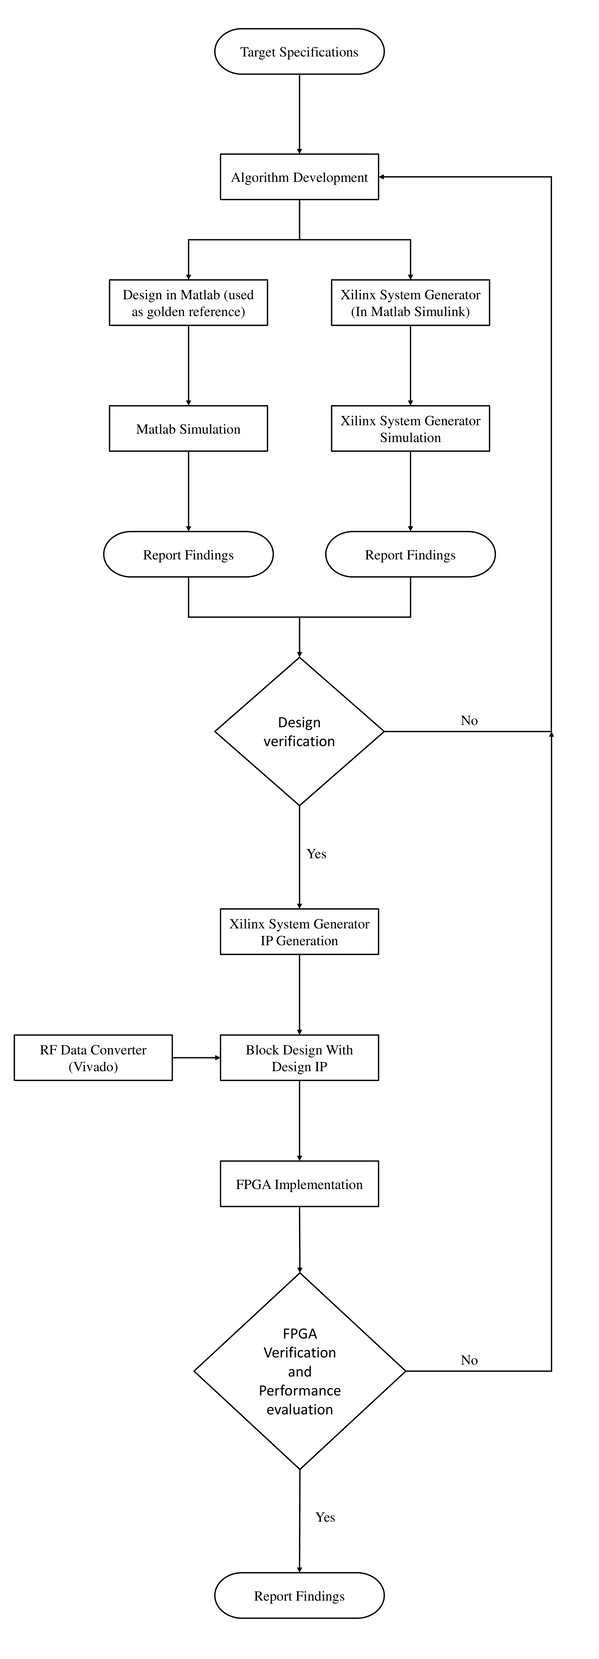 Target Specifications
Algorithm Development
Design in Matlab (used
as golden reference)
Xilinx System Generator
(In Matlab Simulink)
Matlab Simulation
Xilinx System Generator
Simulation
Report Findings
Report Findings
Design
verification
No
Yes
Xilinx System Generator
IP Generation
RF Data Converter
(Vivado)
Block Design With
Design IP
FPGA Implementation
FPGA
Verification
and
Performance
evaluation
No
Yes
Report Findings